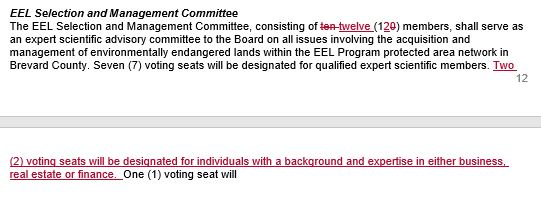 EEL Selection and Management Committee
The EEL Selection and Management Committee, consisting of ten twelve (120) members, shall serve as
an expert scientific advisory committee to the Board on all issues involving the acquisition and
management of environmentally endangered lands within the EEL Program protected area network in
Brevard County. Seven (7) voting seats will be designated for qualified expert scientific members. Two
12
(2) voting seats will be designated for individuals with a background and expertise in either business,
real estate or finance. One (1) voting seat will